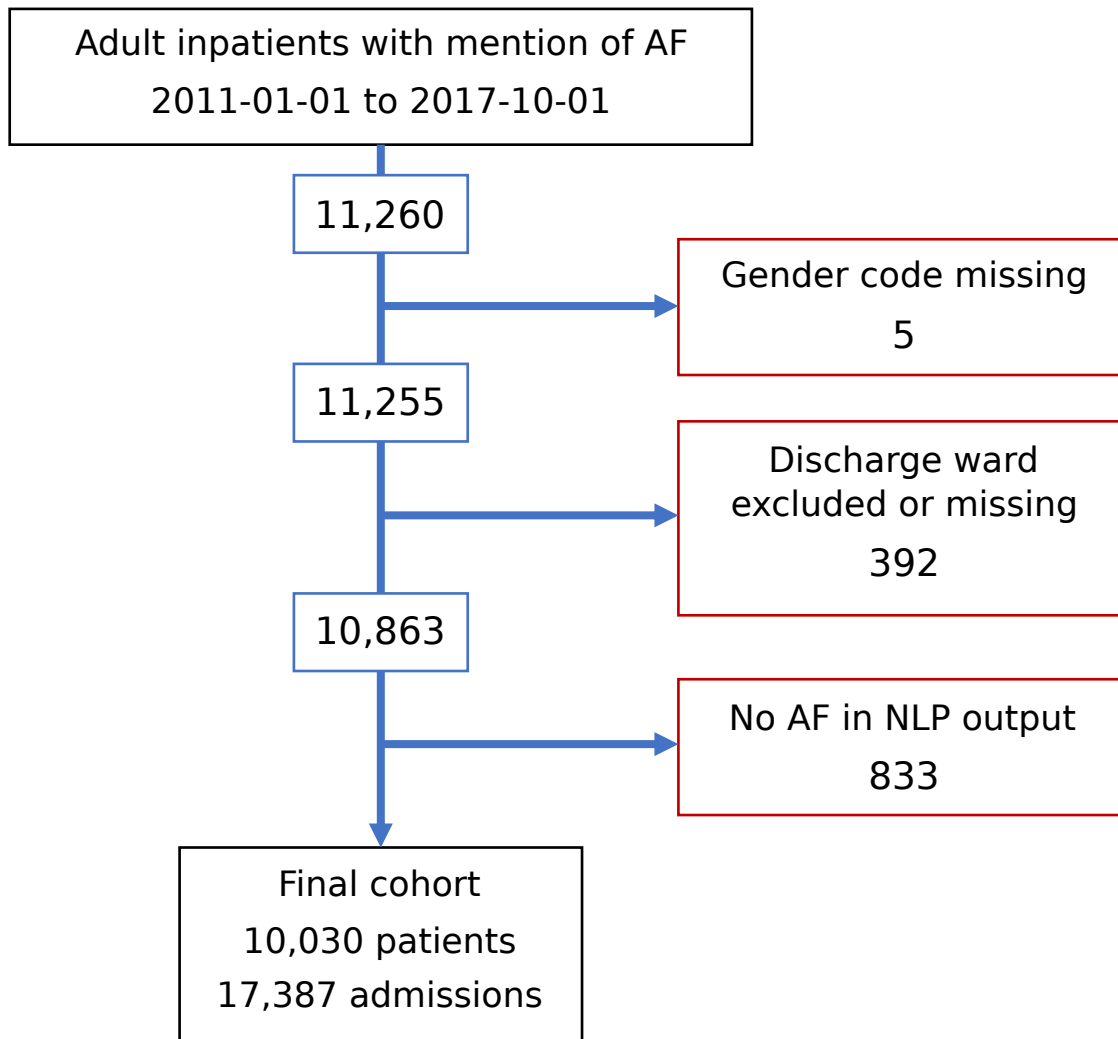 Adult inpatients with mention of AF
2011-01-01 to 2017-10-01
11,260
Gender code missing
5
11,255
Discharge ward
excluded or missing
392
10,863
No AF in NLP output
833
Final cohort
10,030 patients
17,387 admissions